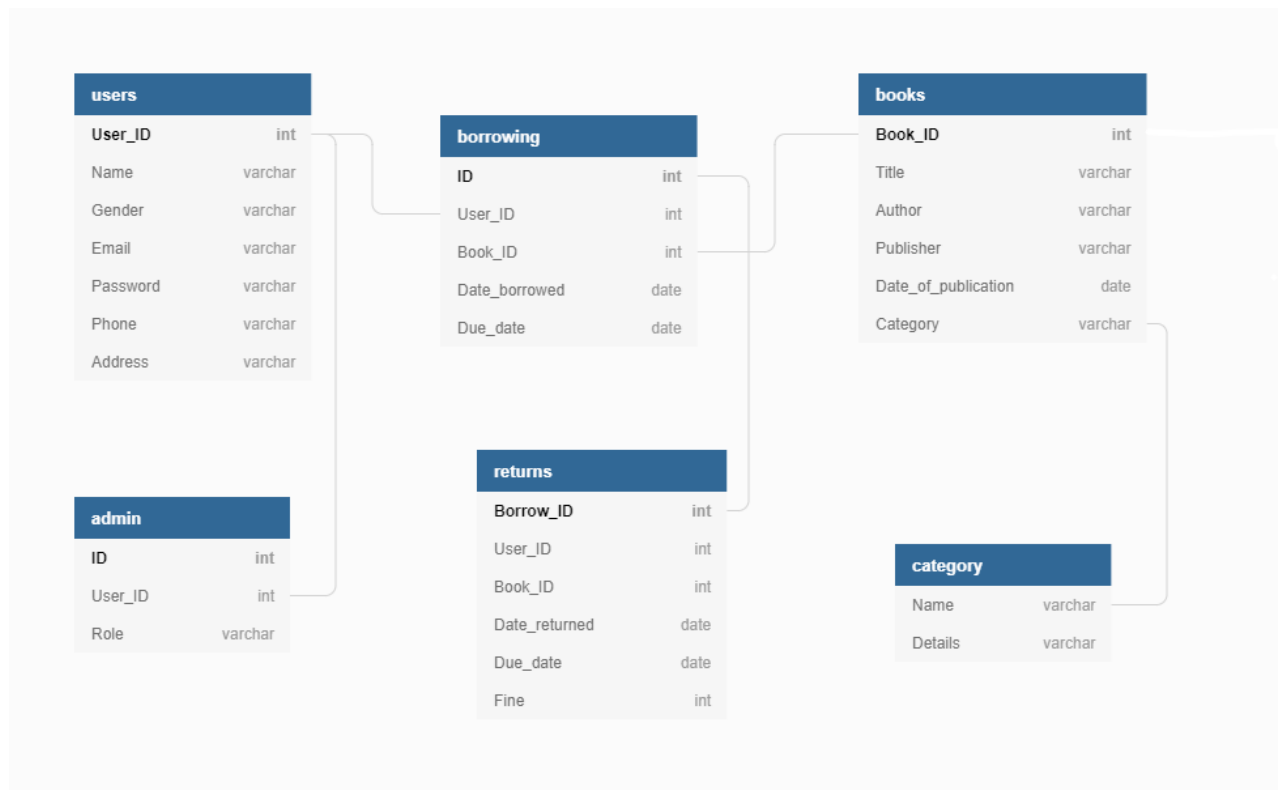 users
User_ID int
Name varchar
Gender varchar
Email varchar
Password varchar
Phone varchar
Address varchar
borrowing
ID int
User_ID int
Book_ID int
Date_borrowed date
Due_date date
books
Book_ID int
Title varchar
Author varchar
Publisher varchar
Date_of_publication date
Category varchar
admin
ID int
User_ID int
Role varchar
returns
Borrow_ID int
User_ID int
Book_ID int
Date_returned date
Due_date date
Fine int
category
Name varchar
Details varchar